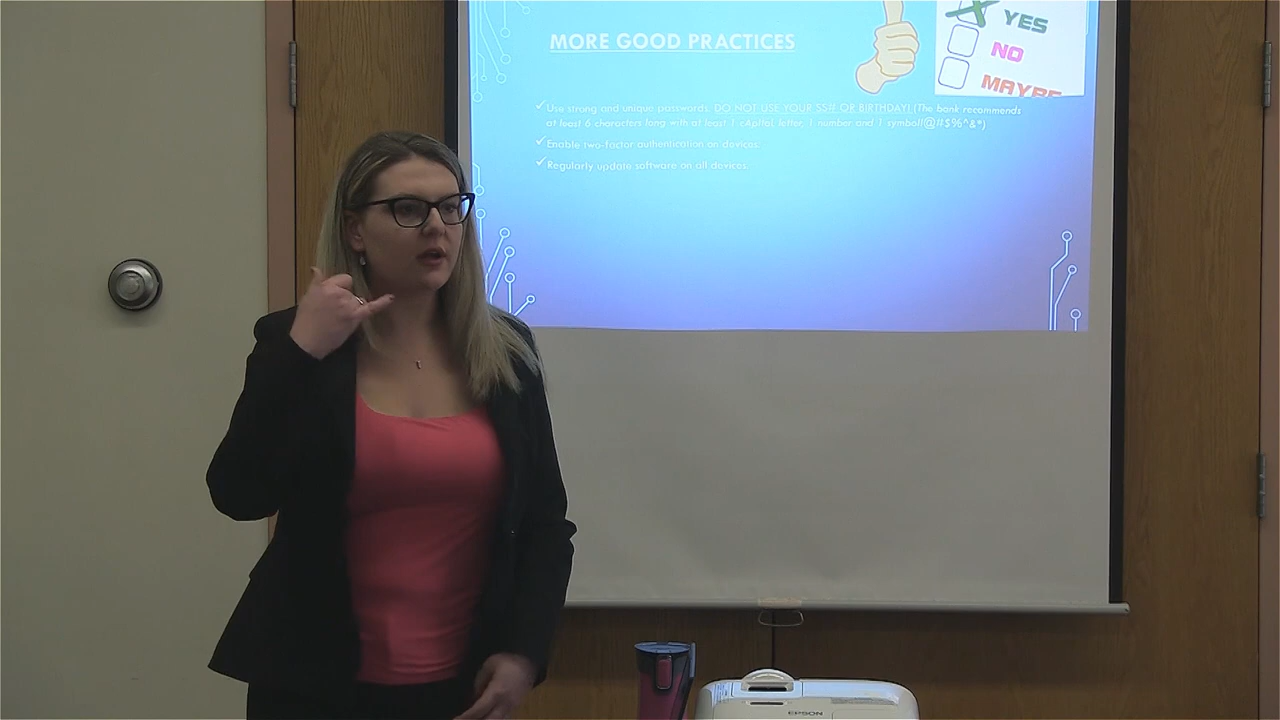 MORE GOOD PRACTICES
YES
NO
MAYBE
Use strong and unique passwords. DO NOT USE YOUR SS# OR BIRTHDAY! (The bank recommends
at least 6 characters long with at least 1 cApital letter, 1 number and 1 symbol!@#$%^&*)
Enable two-factor authentication on devices.
Regularly update software on all devices.
EPSON